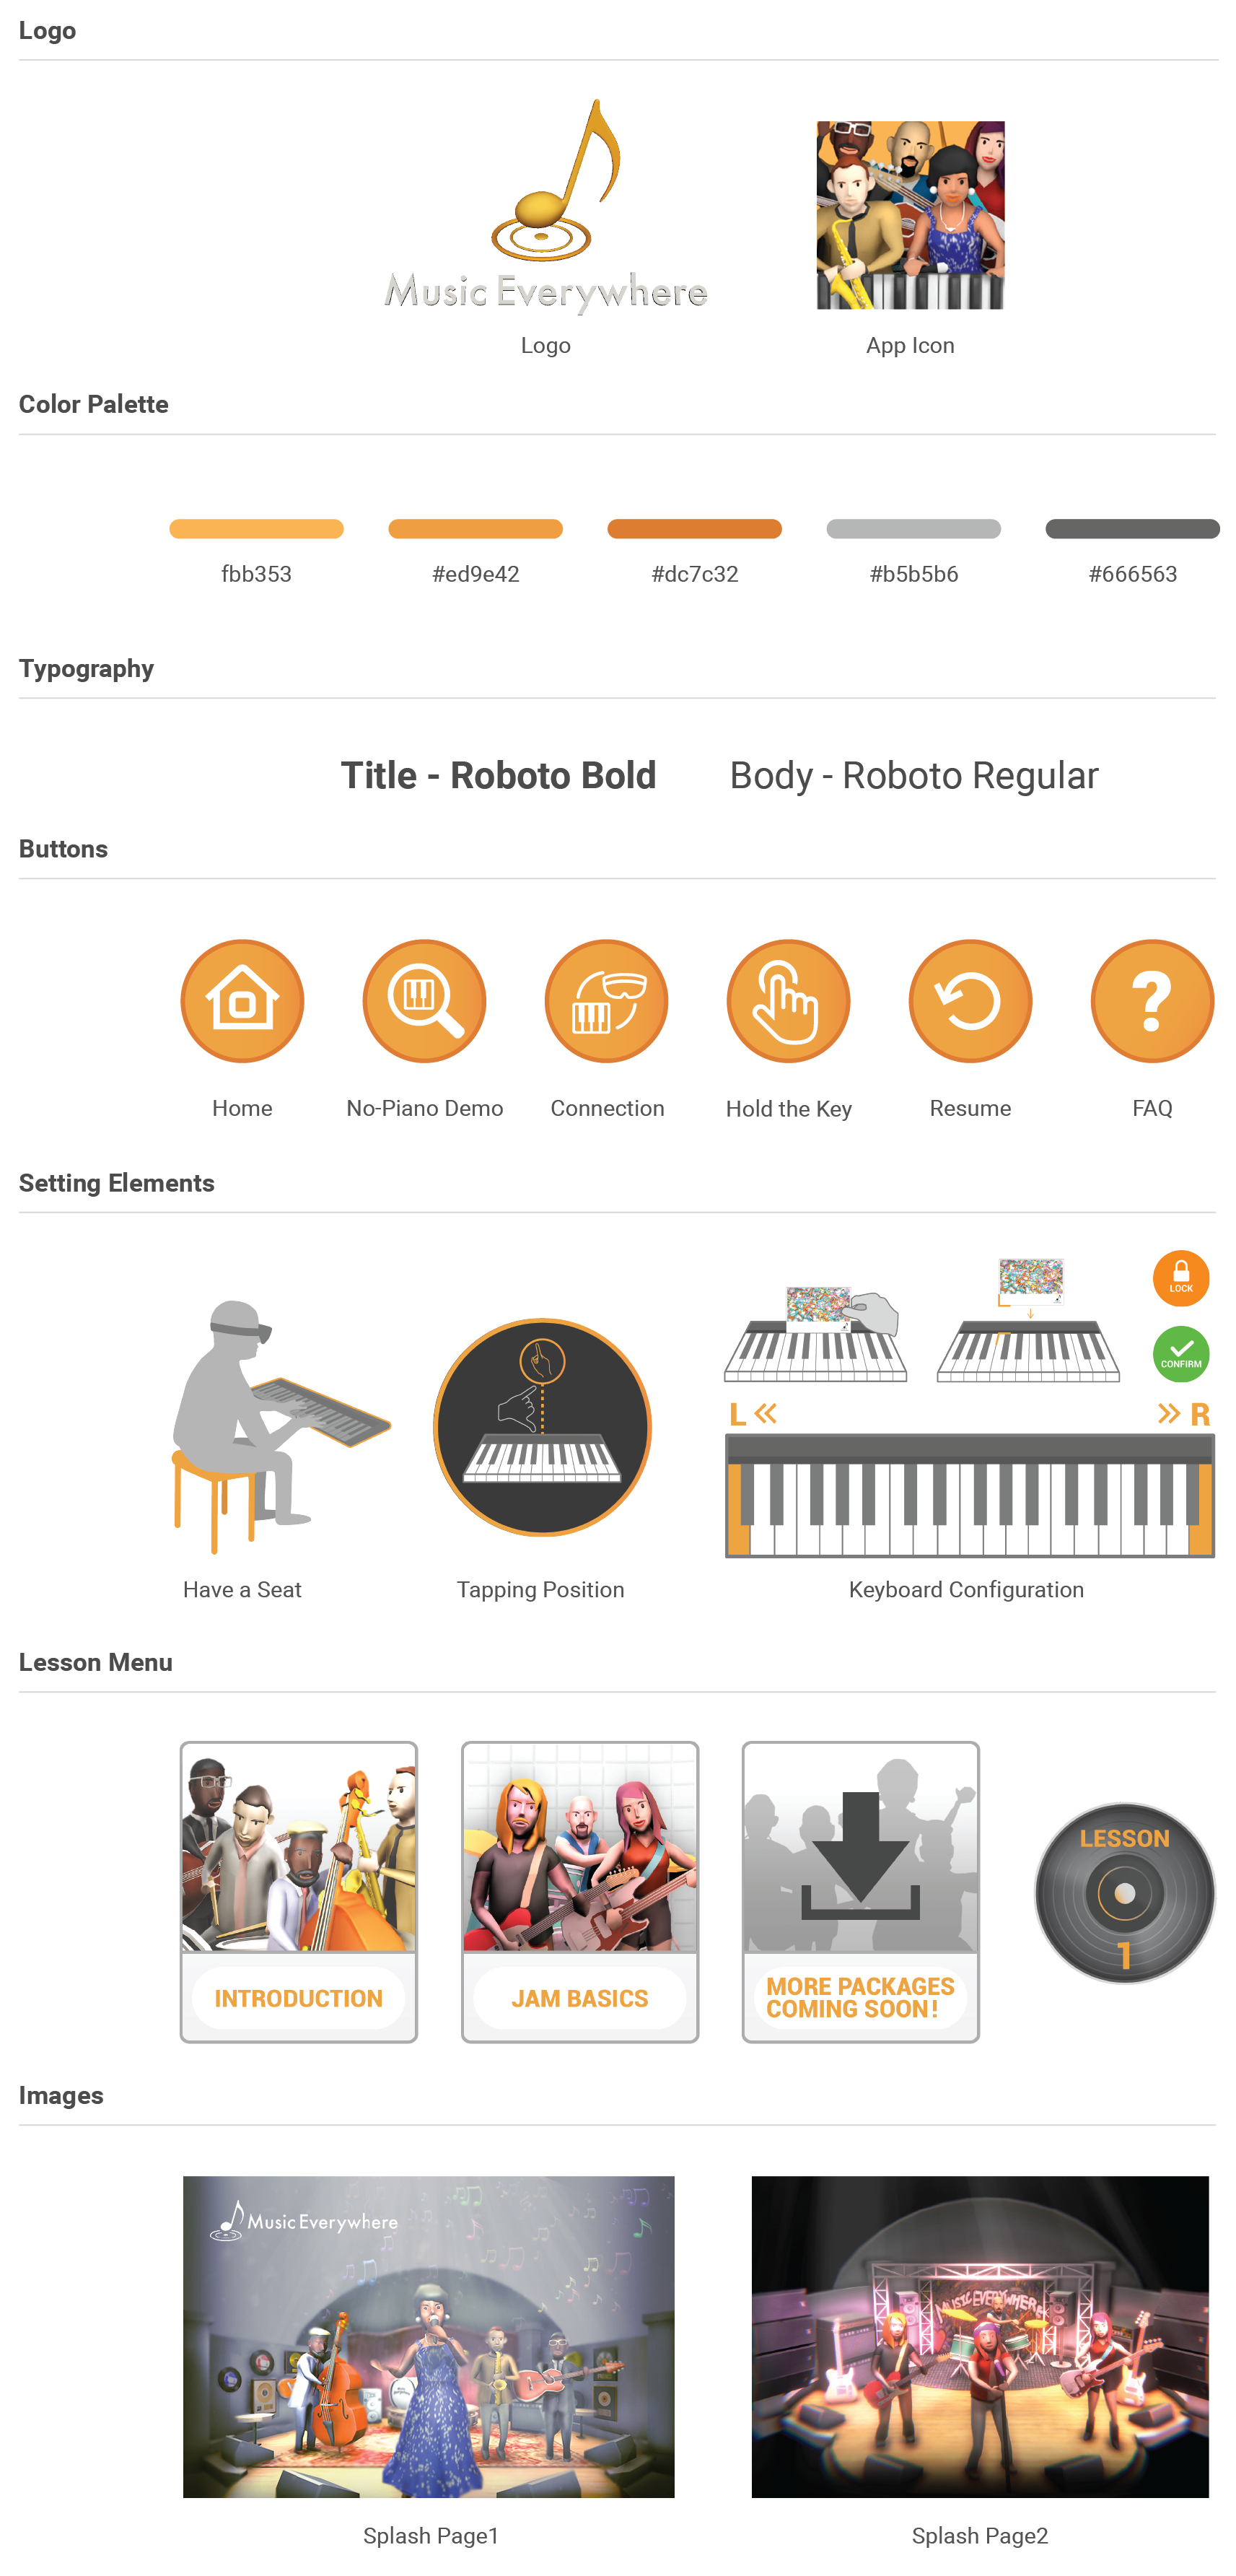 Logo
Music Everywhere
Logo
App Icon
Color Palette
fbb353
#ed9e42
#dc7c32
#b5b5b6
#666563
Typography
Title - Roboto Bold
Body - Roboto Regular
Buttons
?
Home
No-Piano Demo
Connection
Hold the Key
Resume
FAQ
Setting Elements
LOCK
CONFIRM
L «
» R
Have a Seat
Tapping Position
Keyboard Configuration
Lesson Menu
LESSON
1
INTRODUCTION
JAM BASICS
MORE PACKAGES
COMING SOON!
Images
Music Everywhere
MUSIC EVERYWHERE
Splash Page1
Splash Page2